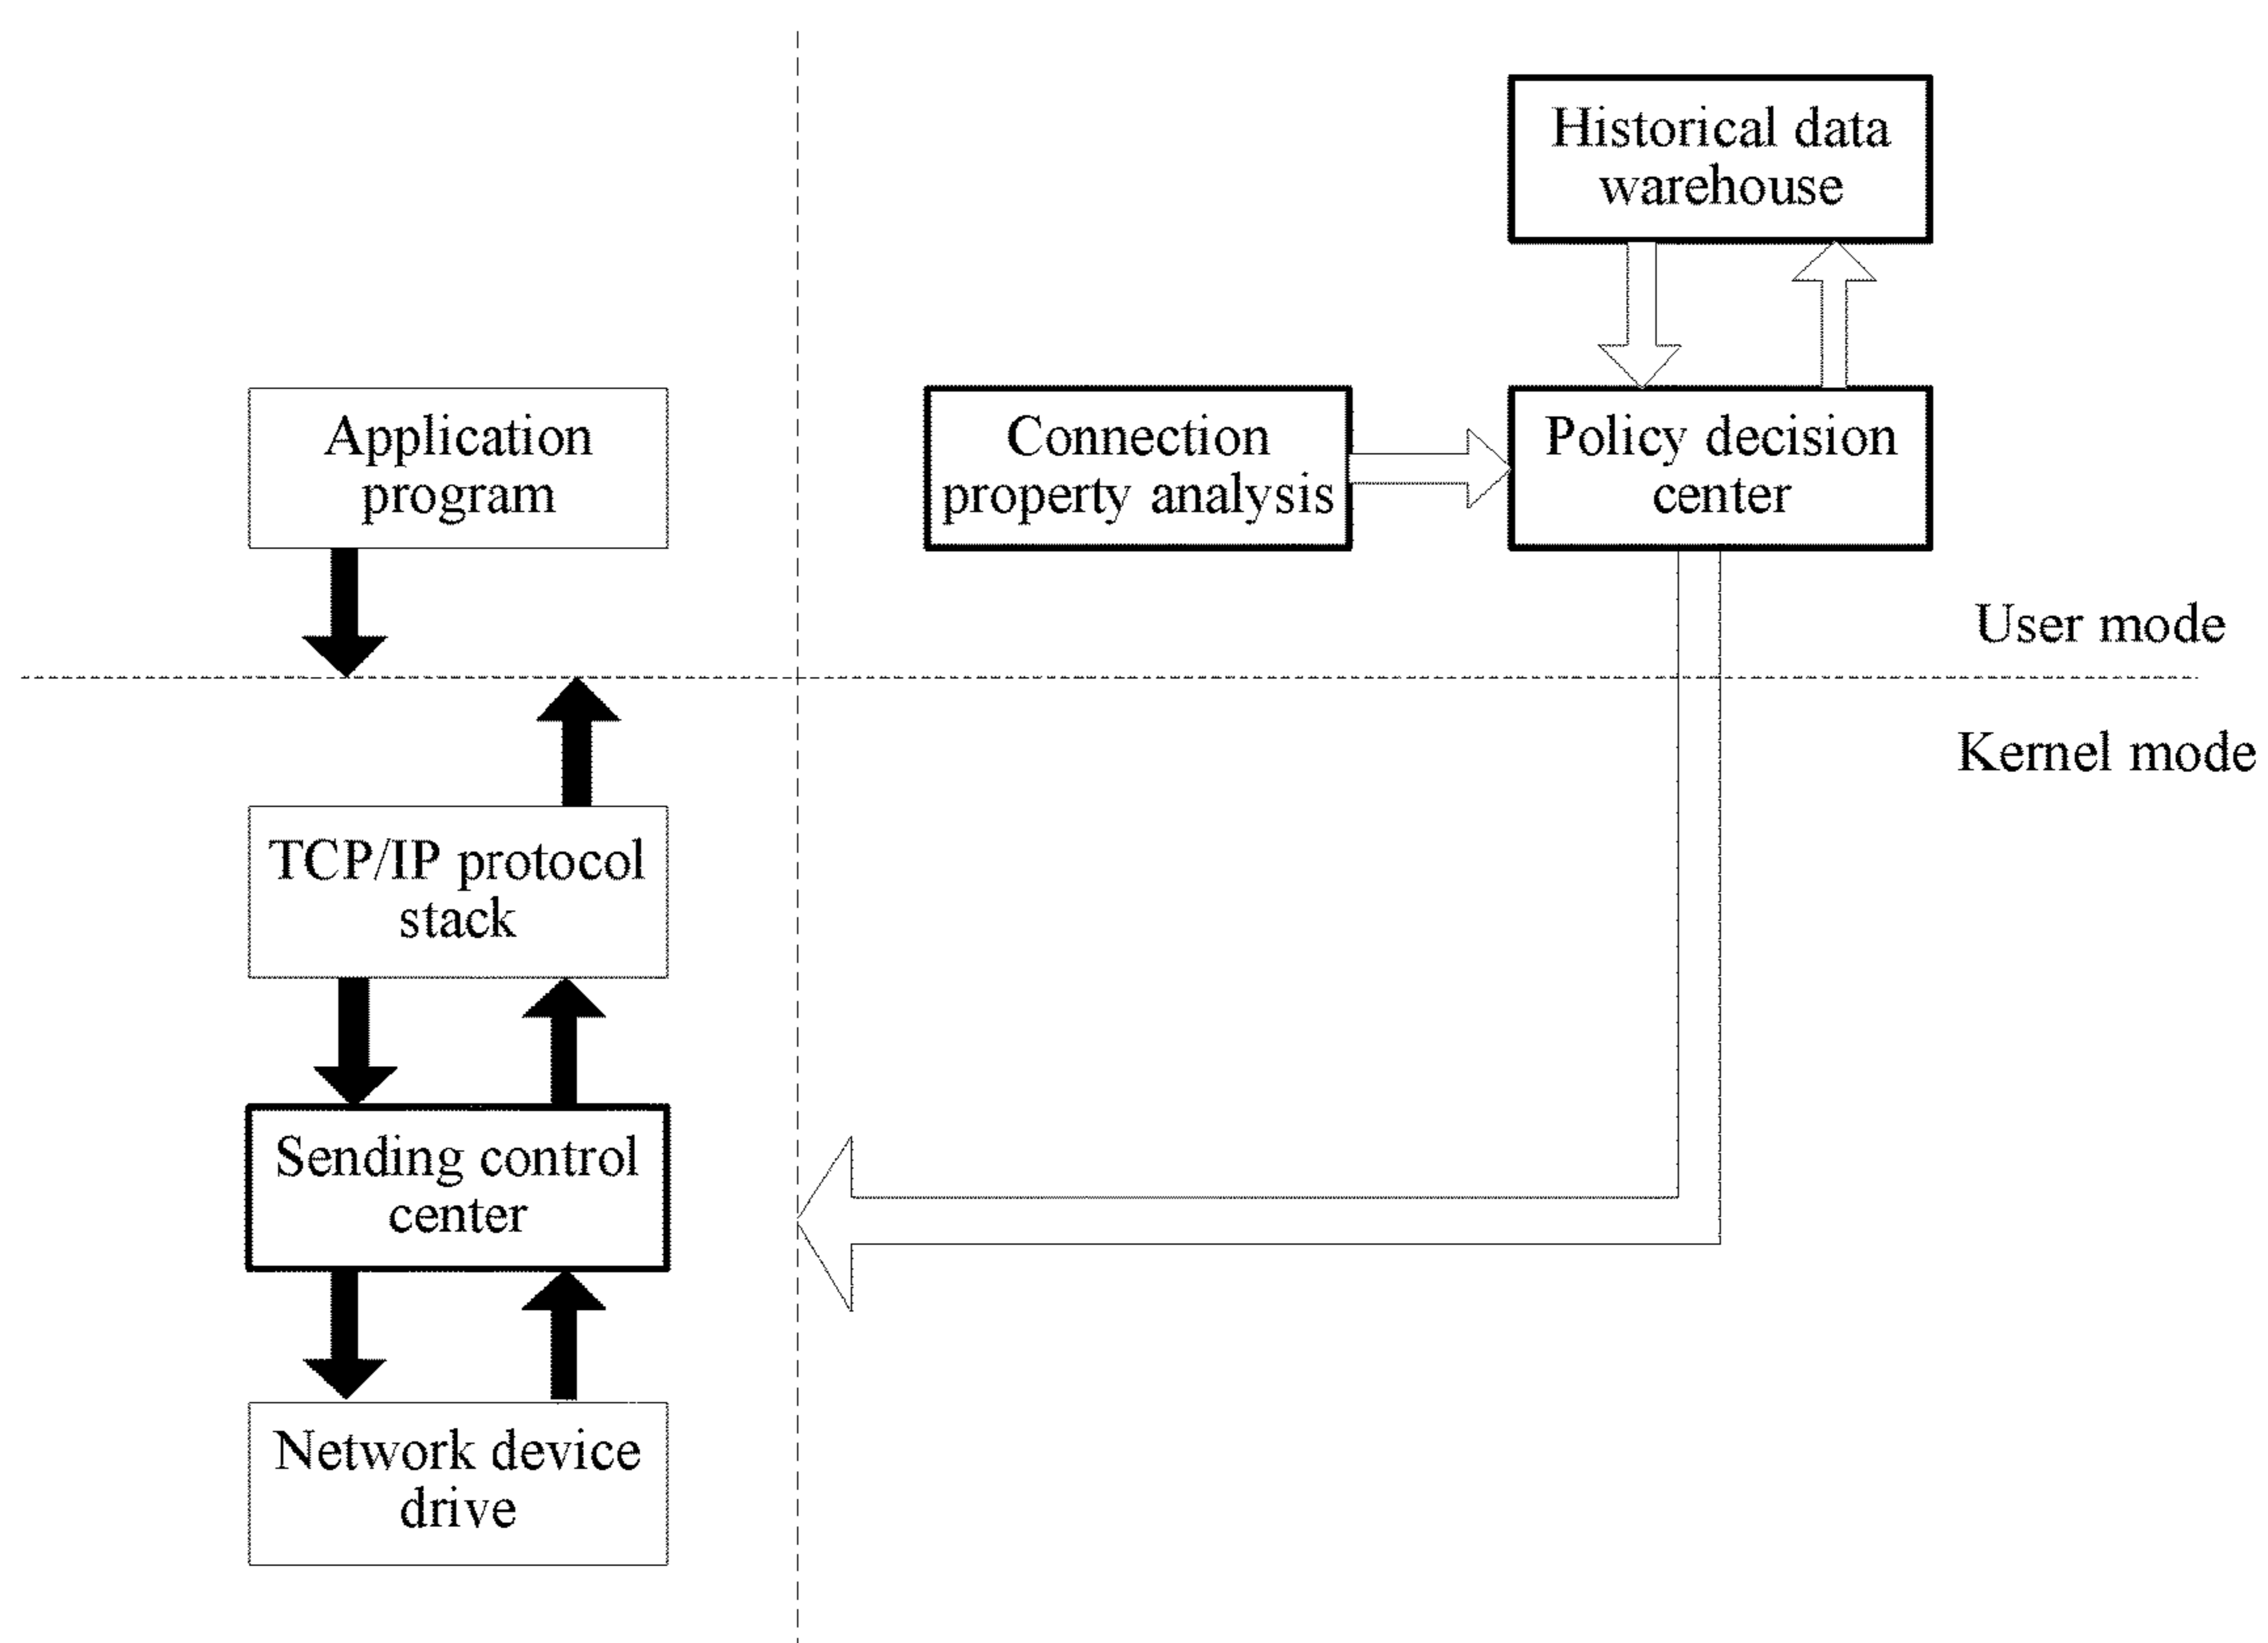 Historical data
warehouse
Application
program
Connection
property analysis
Policy decision
center
User mode
Kernel mode
TCP/IP protocol
stack
Sending control
center
Network device
drive